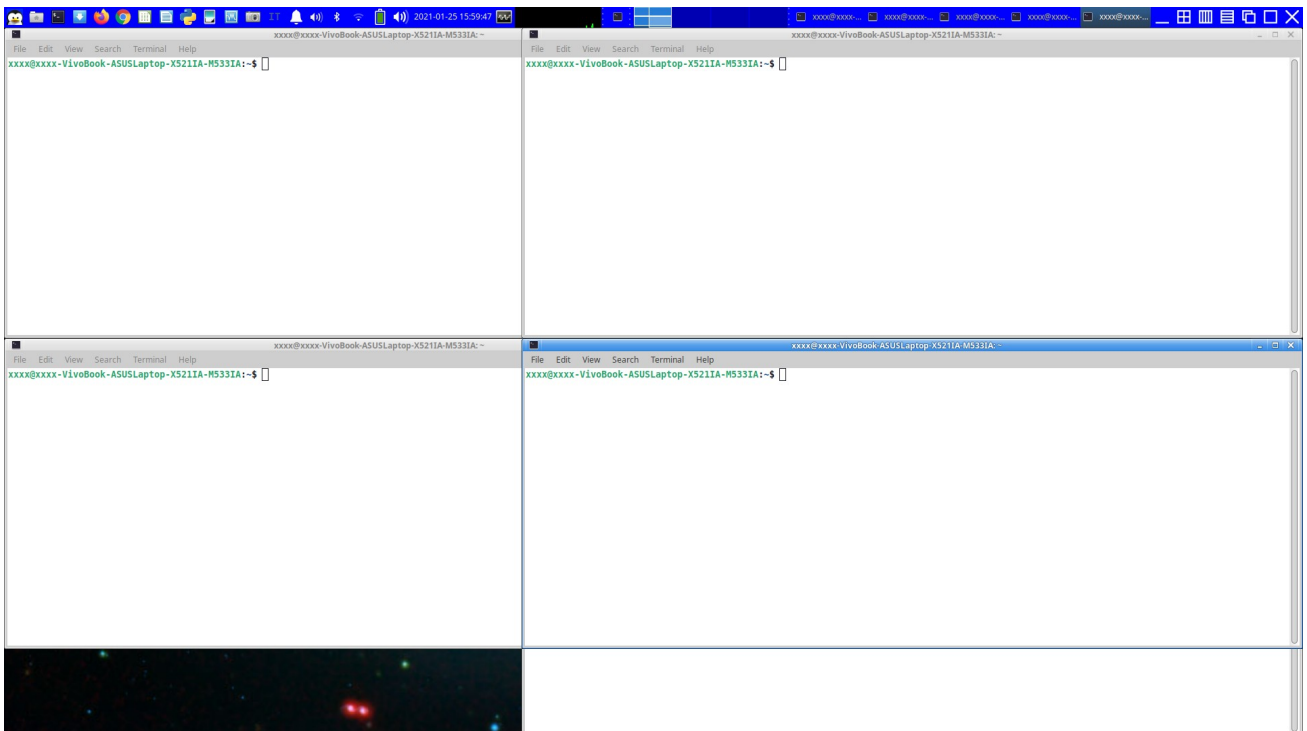 IT 2021-01-25 15:59:47 xxxx@xxxx-... xxxx@xxxx-... xxxx@xxxx-... xxxx@xxxx-... xxxx@xxxx-...
xxxx@xxxx-VivoBook-ASUSLaptop-X521IA-M533IA: ~
File Edit View Search Terminal Help
xxxx@xxxx-VivoBook-ASUSLaptop-X521IA-M533IA:~$
xxxx@xxxx-VivoBook-ASUSLaptop-X521IA-M533IA: ~
File Edit View Search Terminal Help
xxxx@xxxx-VivoBook-ASUSLaptop-X521IA-M533IA:~$
xxxx@xxxx-VivoBook-ASUSLaptop-X521IA-M533IA: ~
File Edit View Search Terminal Help
xxxx@xxxx-VivoBook-ASUSLaptop-X521IA-M533IA:~$
xxxx@xxxx-VivoBook-ASUSLaptop-X521IA-M533IA: ~
File Edit View Search Terminal Help
xxxx@xxxx-VivoBook-ASUSLaptop-X521IA-M533IA:~$